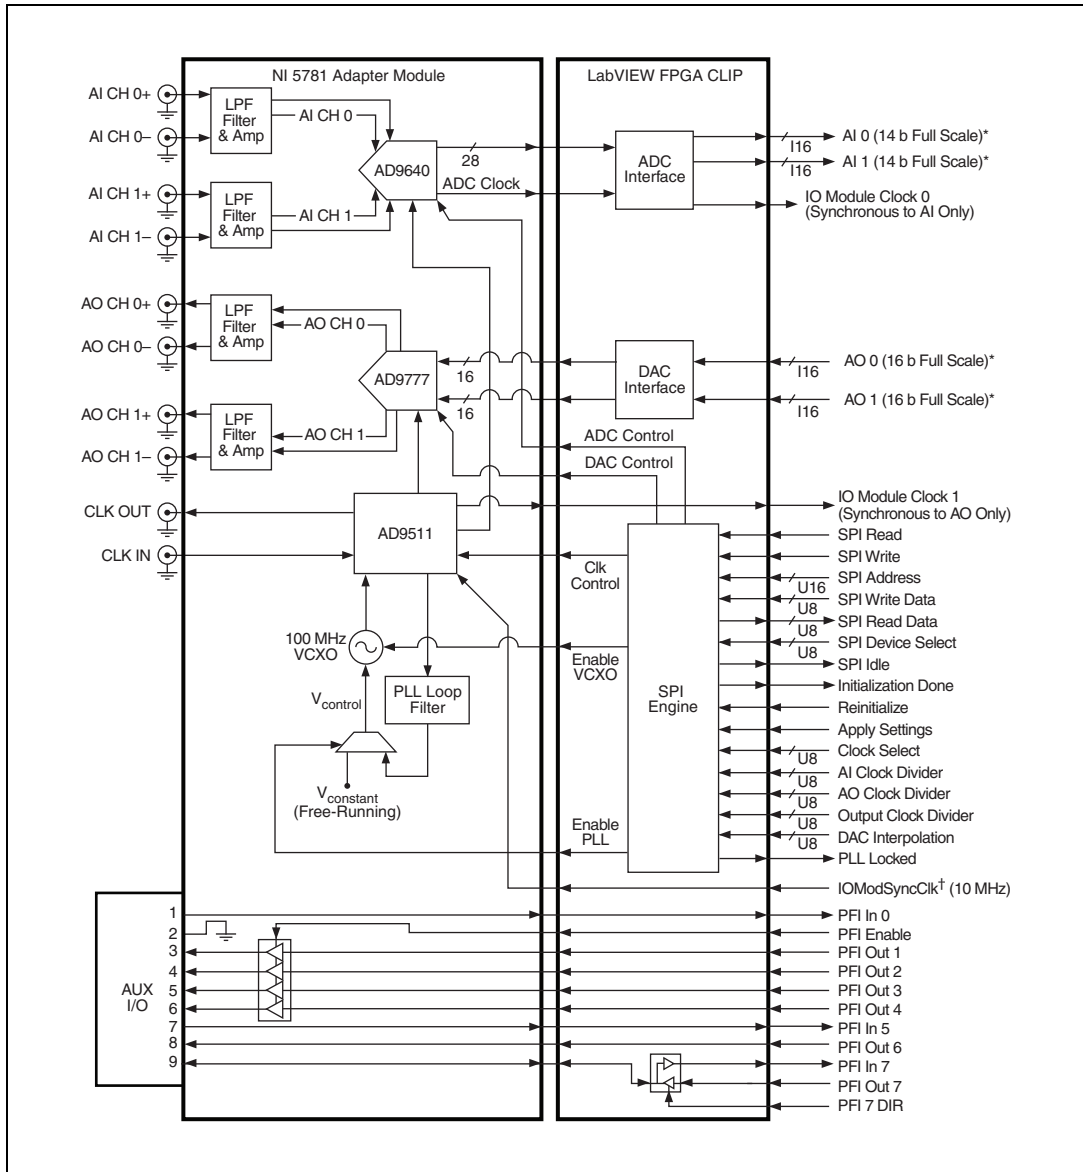 NI 5781 Adapter Module
LabVIEW FPGA CLIP
AI CH 0+
AI CH 0–
LPF
Filter
& Amp
AI CH 0
AD9640
28
ADC Clock
ADC
Interface
I16
AI 0 (14 b Full Scale)*
I16
AI 1 (14 b Full Scale)*
IO Module Clock 0
(Synchronous to AI Only)
AI CH 1+
AI CH 1–
LPF
Filter
& Amp
AI CH 1
AO CH 0+
AO CH 0–
LPF
Filter
& Amp
AO CH 0
AD9777
16
16
DAC
Interface
I16
AO 0 (16 b Full Scale)*
I16
AO 1 (16 b Full Scale)*
AO CH 1+
AO CH 1–
LPF
Filter
& Amp
AO CH 1
ADC Control
DAC Control
CLK OUT
CLK IN
AD9511
Clk
Control
IO Module Clock 1
(Synchronous to AO Only)
SPI Read
SPI Write
SPI Address
U16
SPI Write Data
U8
SPI Read Data
U8
SPI Device Select
U8
SPI Idle
Initialization Done
Reinitialize
Apply Settings
Clock Select
U8
AI Clock Divider
U8
AO Clock Divider
U8
Output Clock Divider
U8
DAC Interpolation
U8
PLL Locked
100 MHz
VCXO
Enable
VCXO
SPI
Engine
Vcontrol
PLL Loop
Filter
Vconstant
(Free-Running)
Enable
PLL
IOModSyncClk† (10 MHz)
AUX
I/O
1
PFI In 0
2
PFI Enable
3
PFI Out 1
4
PFI Out 2
5
PFI Out 3
6
PFI Out 4
7
PFI In 5
8
PFI Out 6
9
PFI In 7
PFI Out 7
PFI 7 DIR